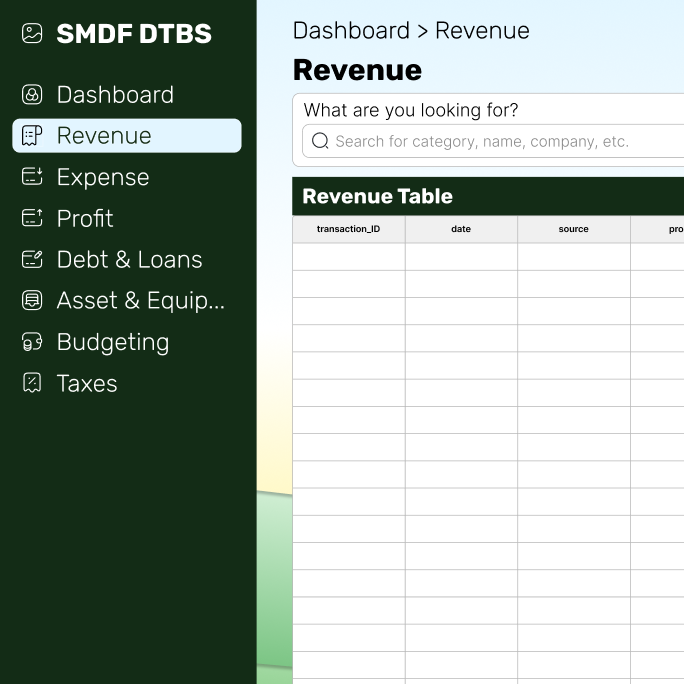 SMDF DTBS
Dashboard
Revenue
Expense
Profit
Debt & Loans
Asset & Equip...
Budgeting
Taxes
Dashboard > Revenue
Revenue
What are you looking for?
Search for category, name, company, etc.
Revenue Table
transaction_ID date source pro